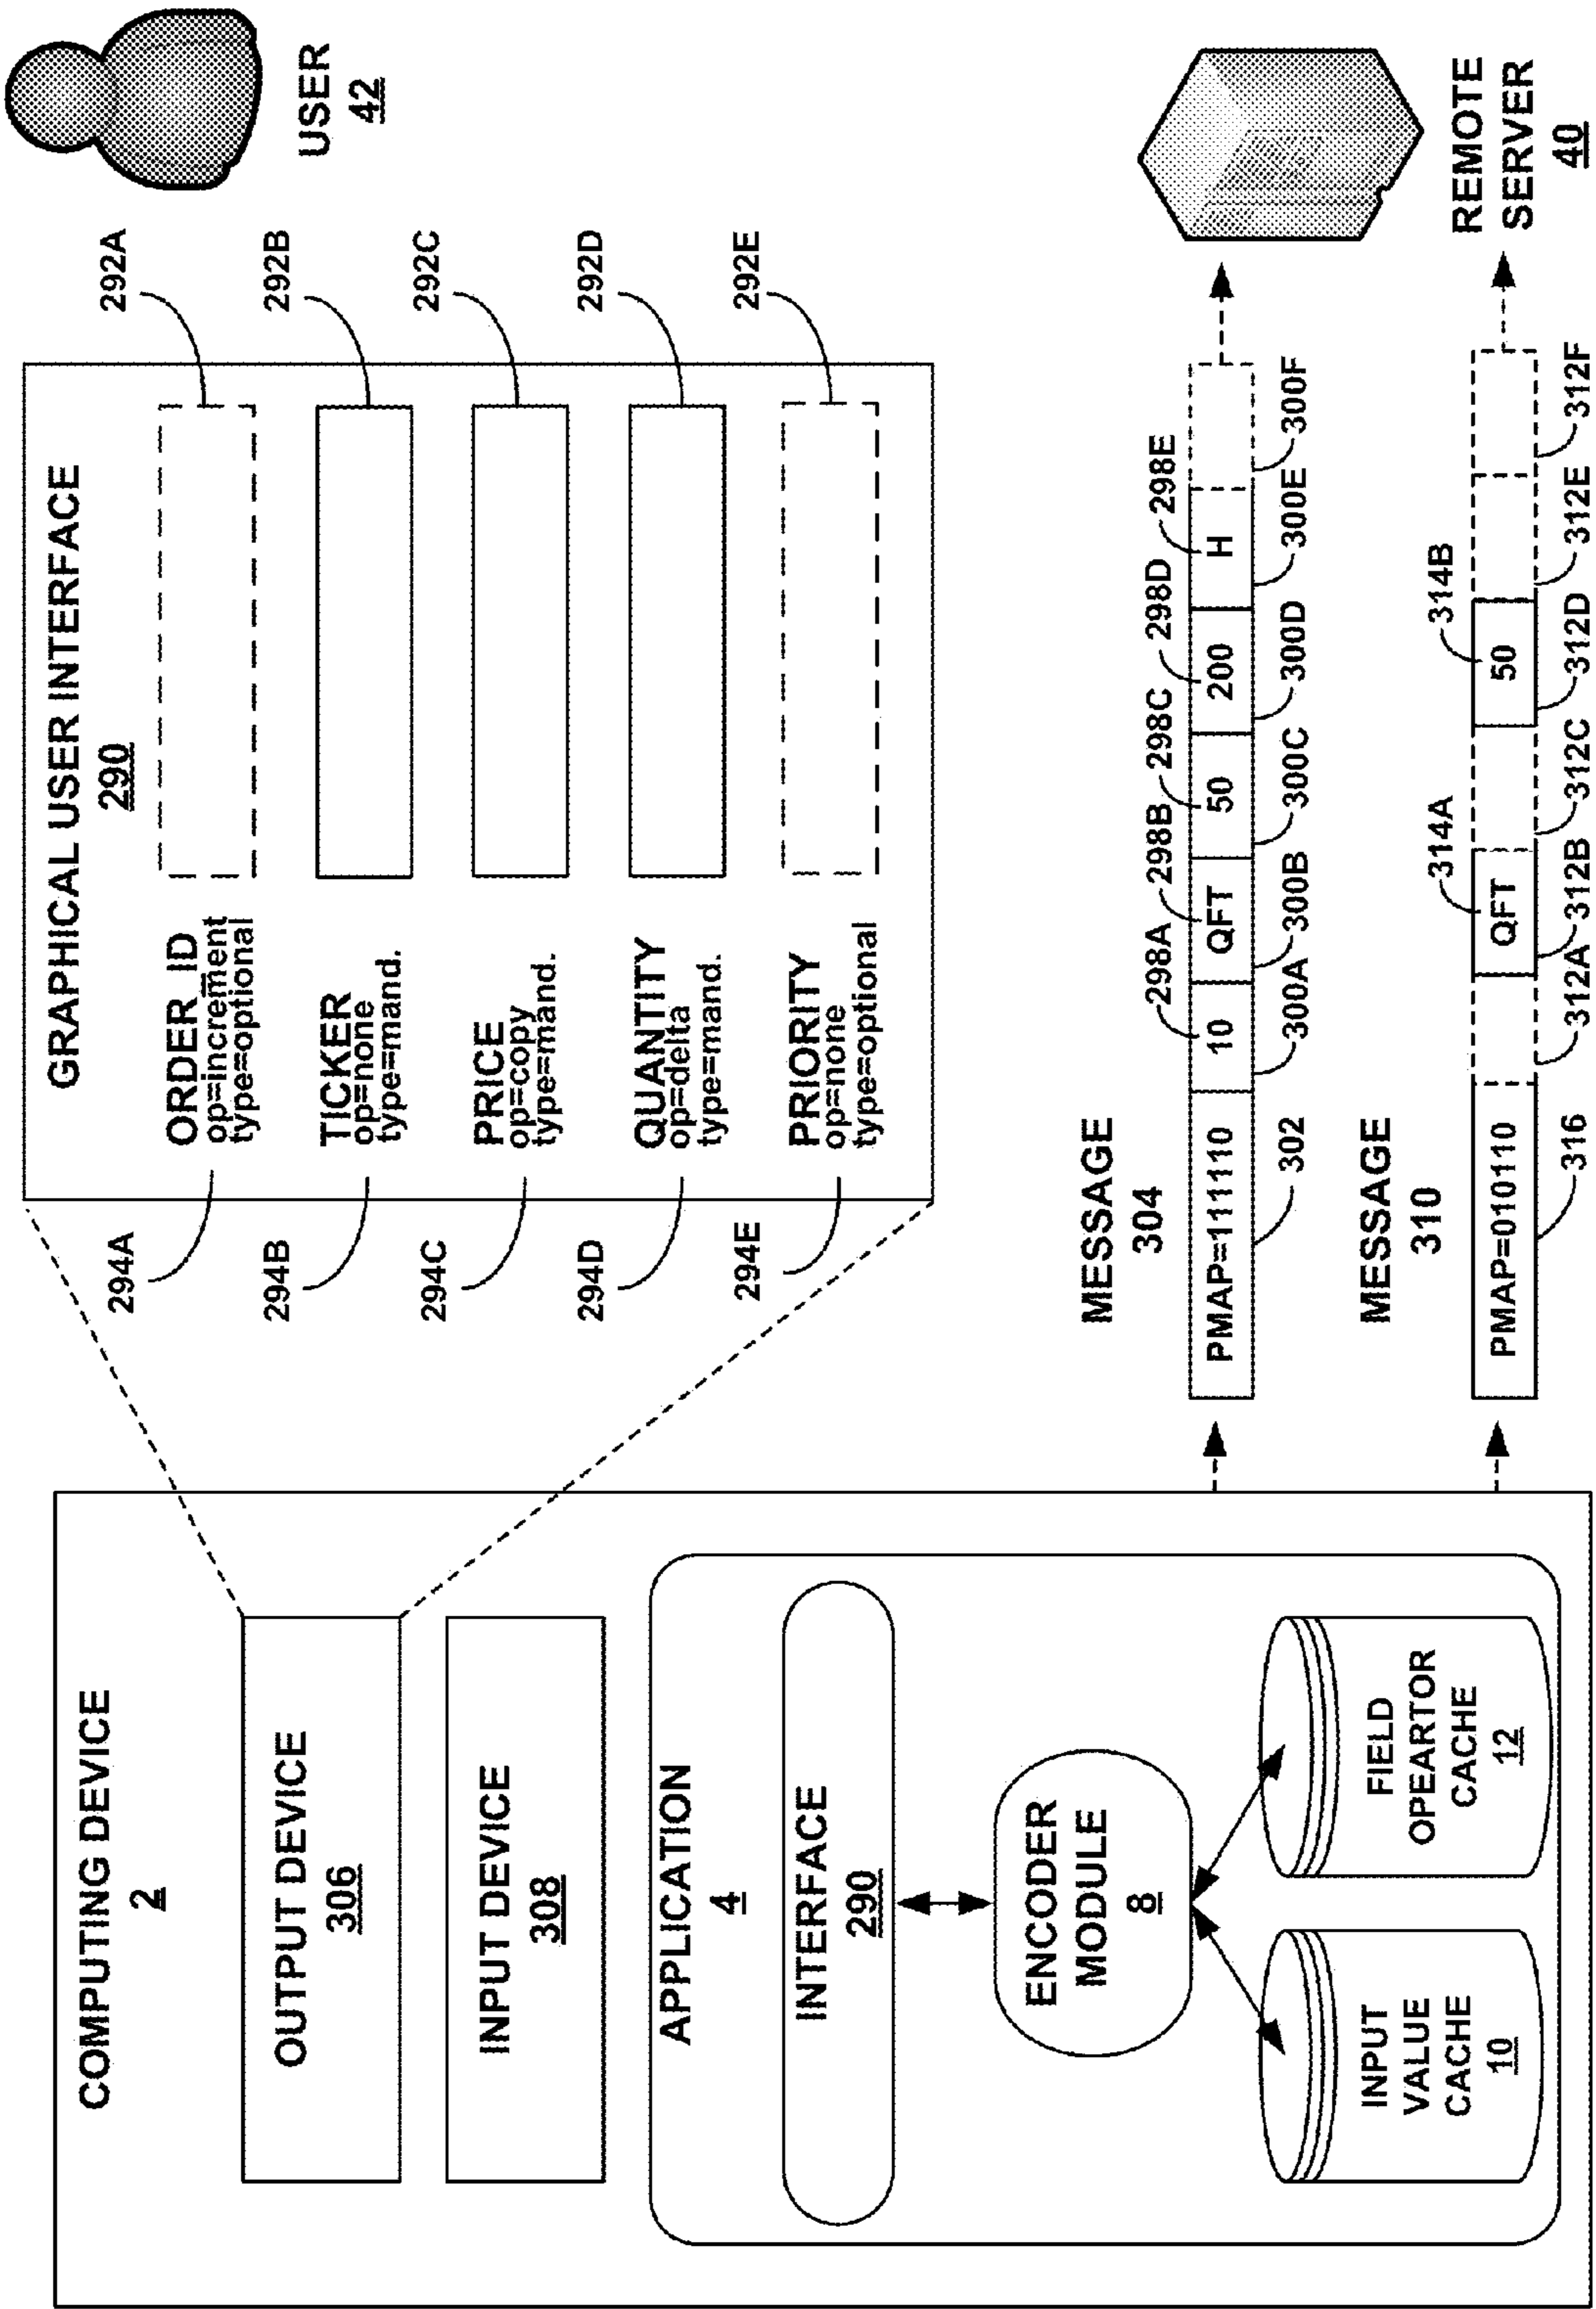 COMPUTING DEVICE
2
OUTPUT DEVICE
306
INPUT DEVICE
308
APPLICATION
4
INTERFACE
290
ENCODER
MODULE
8
INPUT
VALUE
CACHE
10
FIELD
OPEARTOR
CACHE
12
GRAPHICAL USER INTERFACE
290
294A
ORDER_ID
op=increment
type=optional
292A
294B
TICKER
op=none
type=mand.
292B
294C
PRICE
op=copy
type=mand.
292C
294D
QUANTITY
op=delta
type=mand.
292D
294E
PRIORITY
op=none
type=optional
292E
USER
42
MESSAGE
304
298A 298B 298C 298D 298E
PMAP=111110 10 QFT 50 200 H
302 300A 300B 300C 300D 300E 300F
MESSAGE
310
314A 314B
PMAP=010110 QFT 50
316 312A 312B 312C 312D 312E 312F
REMOTE
SERVER
40